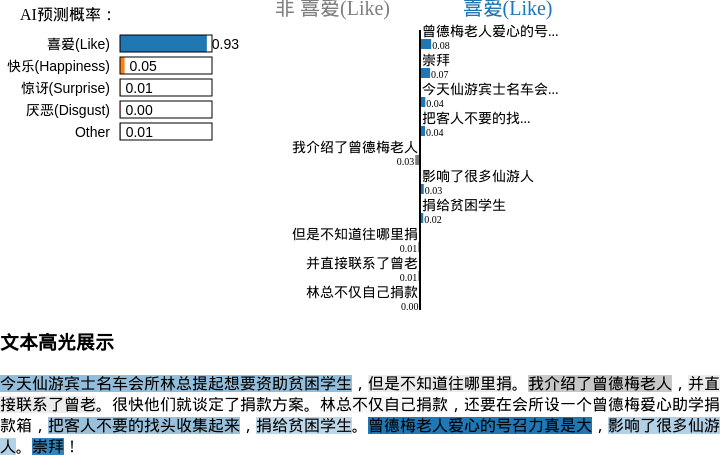 AI预测概率：
喜爱(Like) 0.93
快乐(Happiness) 0.05
惊讶(Surprise) 0.01
厌恶(Disgust) 0.00
Other 0.01
非 喜爱(Like) 喜爱(Like)
曾德梅老人爱心的号...
0.08
崇拜
0.07
今天仙游宾士名车会...
0.04
把客人不要的找...
0.04
我介绍了曾德梅老人
0.03
影响了很多仙游人
0.03
捐给贫困学生
0.02
但是不知道往哪里捐
0.01
并直接联系了曾老
0.01
林总不仅自己捐款
0.00
文本高光展示
今天仙游宾士名车会所林总提起想要资助贫困学生，但是不知道往哪里捐。我介绍了曾德梅老人，并直
接联系了曾老。很快他们就谈定了捐款方案。林总不仅自己捐款，还要在会所设一个曾德梅爱心助学捐
款箱，把客人不要的找头收集起来，捐给贫困学生。曾德梅老人爱心的号召力真是大，影响了很多仙游
人。崇拜！